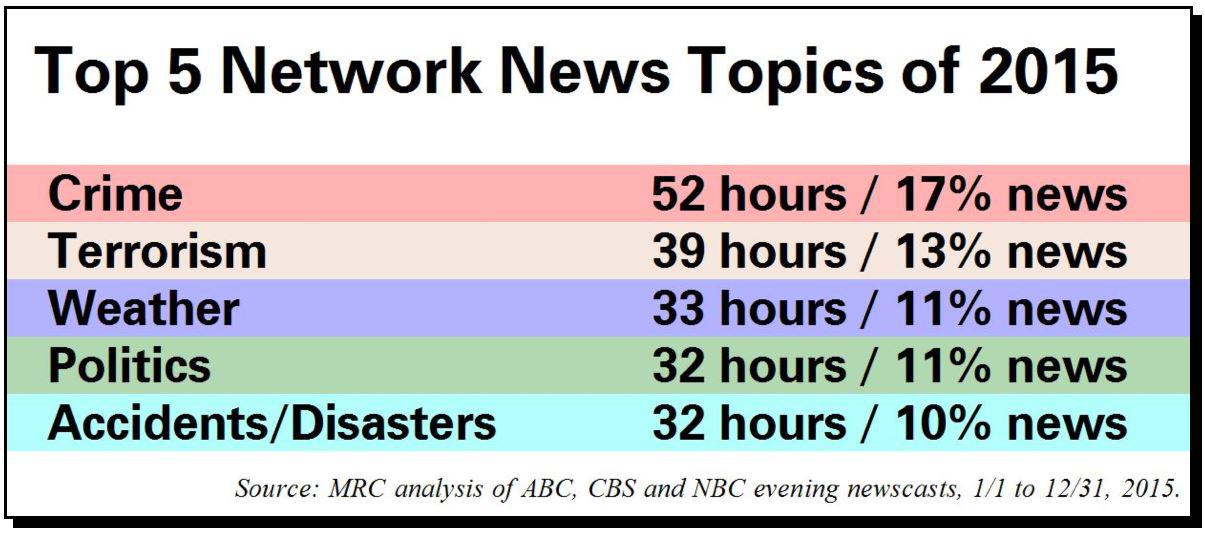 Top 5 Network News Topics of 2015
Crime 52 hours / 17% news
Terrorism 39 hours / 13% news
Weather 33 hours / 11% news
Politics 32 hours / 11% news
Accidents/Disasters 32 hours / 10% news
Source: MRC analysis of ABC, CBS and NBC evening newscasts, 1/1 to 12/31, 2015.